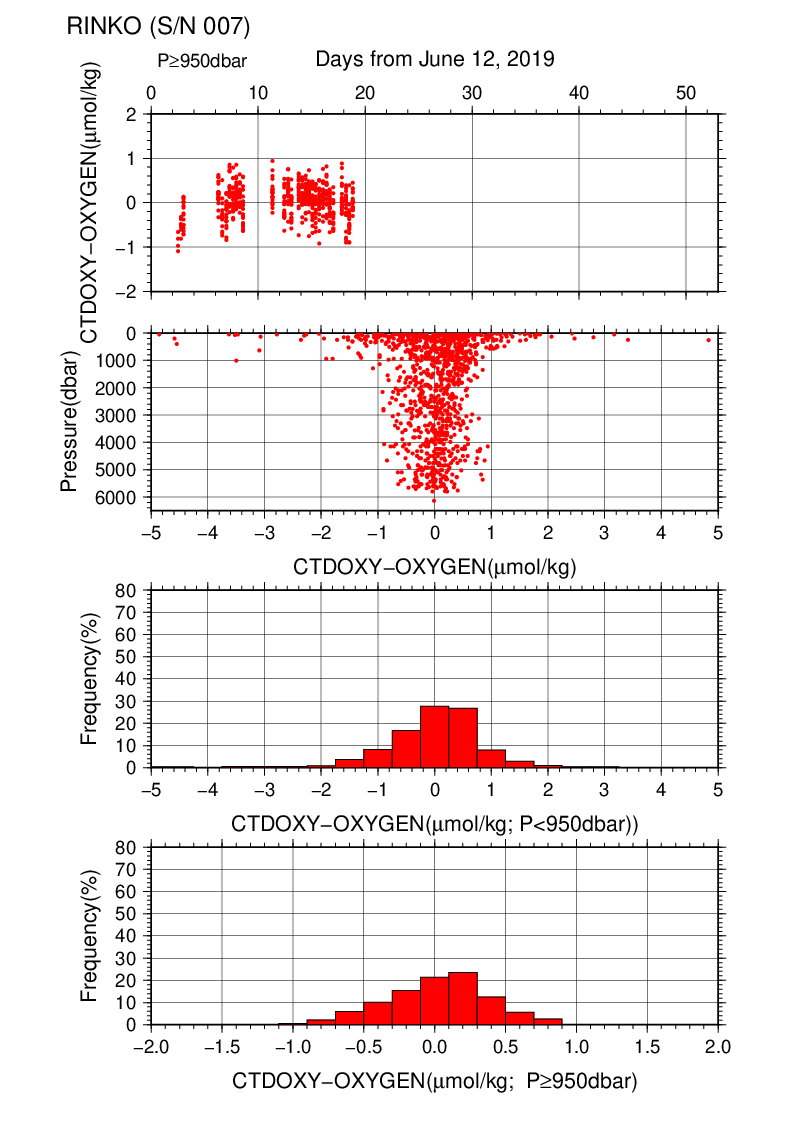 RINKO (S/N 007)
P≥950dbar
Days from June 12, 2019
0 10 20 30 40 50
CTDOXY−OXYGEN(μmol/kg)
2
1
0
−1
−2
Pressure(dbar)
0
1000
2000
3000
4000
5000
6000
−5 −4 −3 −2 −1 0 1 2 3 4 5
CTDOXY−OXYGEN(μmol/kg)
Frequency(%)
80
70
60
50
40
30
20
10
0
−5 −4 −3 −2 −1 0 1 2 3 4 5
CTDOXY−OXYGEN(μmol/kg; P<950dbar))
Frequency(%)
80
70
60
50
40
30
20
10
0
−2.0 −1.5 −1.0 −0.5 0.0 0.5 1.0 1.5 2.0
CTDOXY−OXYGEN(μmol/kg; P≥950dbar)